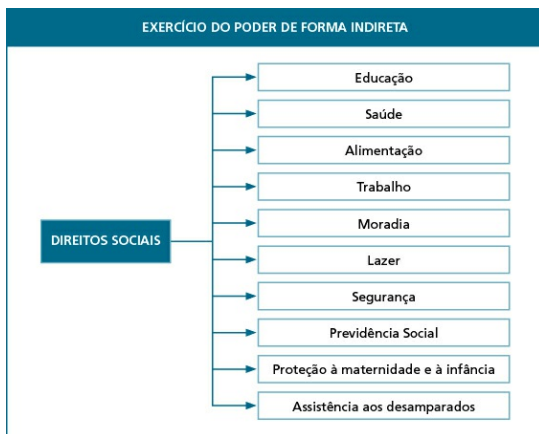 EXERCÍCIO DO PODER DE FORMA INDIRETA
DIREITOS SOCIAIS
Educação
Saúde
Alimentação
Trabalho
Moradia
Lazer
Segurança
Previdência Social
Proteção à maternidade e à infância
Assistência aos desamparados